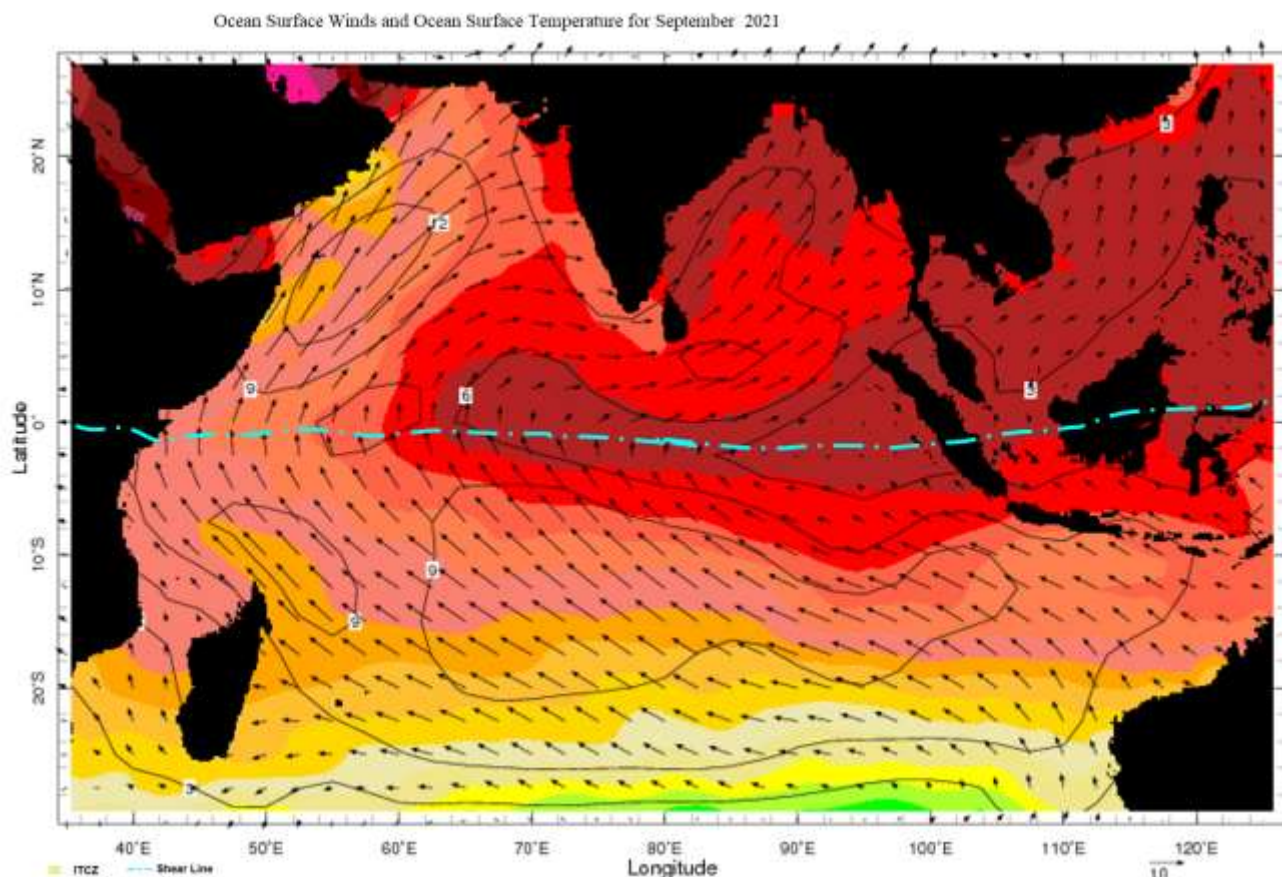 Ocean Surface Winds and Ocean Surface Temperature for September 2021
3
20°N
12
10°N
9
6
3
Latitude
0°
10°S
9
9
20°S
3
40°E 50°E 60°E 70°E 80°E 90°E 100°E 110°E 120°E
ITCZ Shear Line Longitude 10